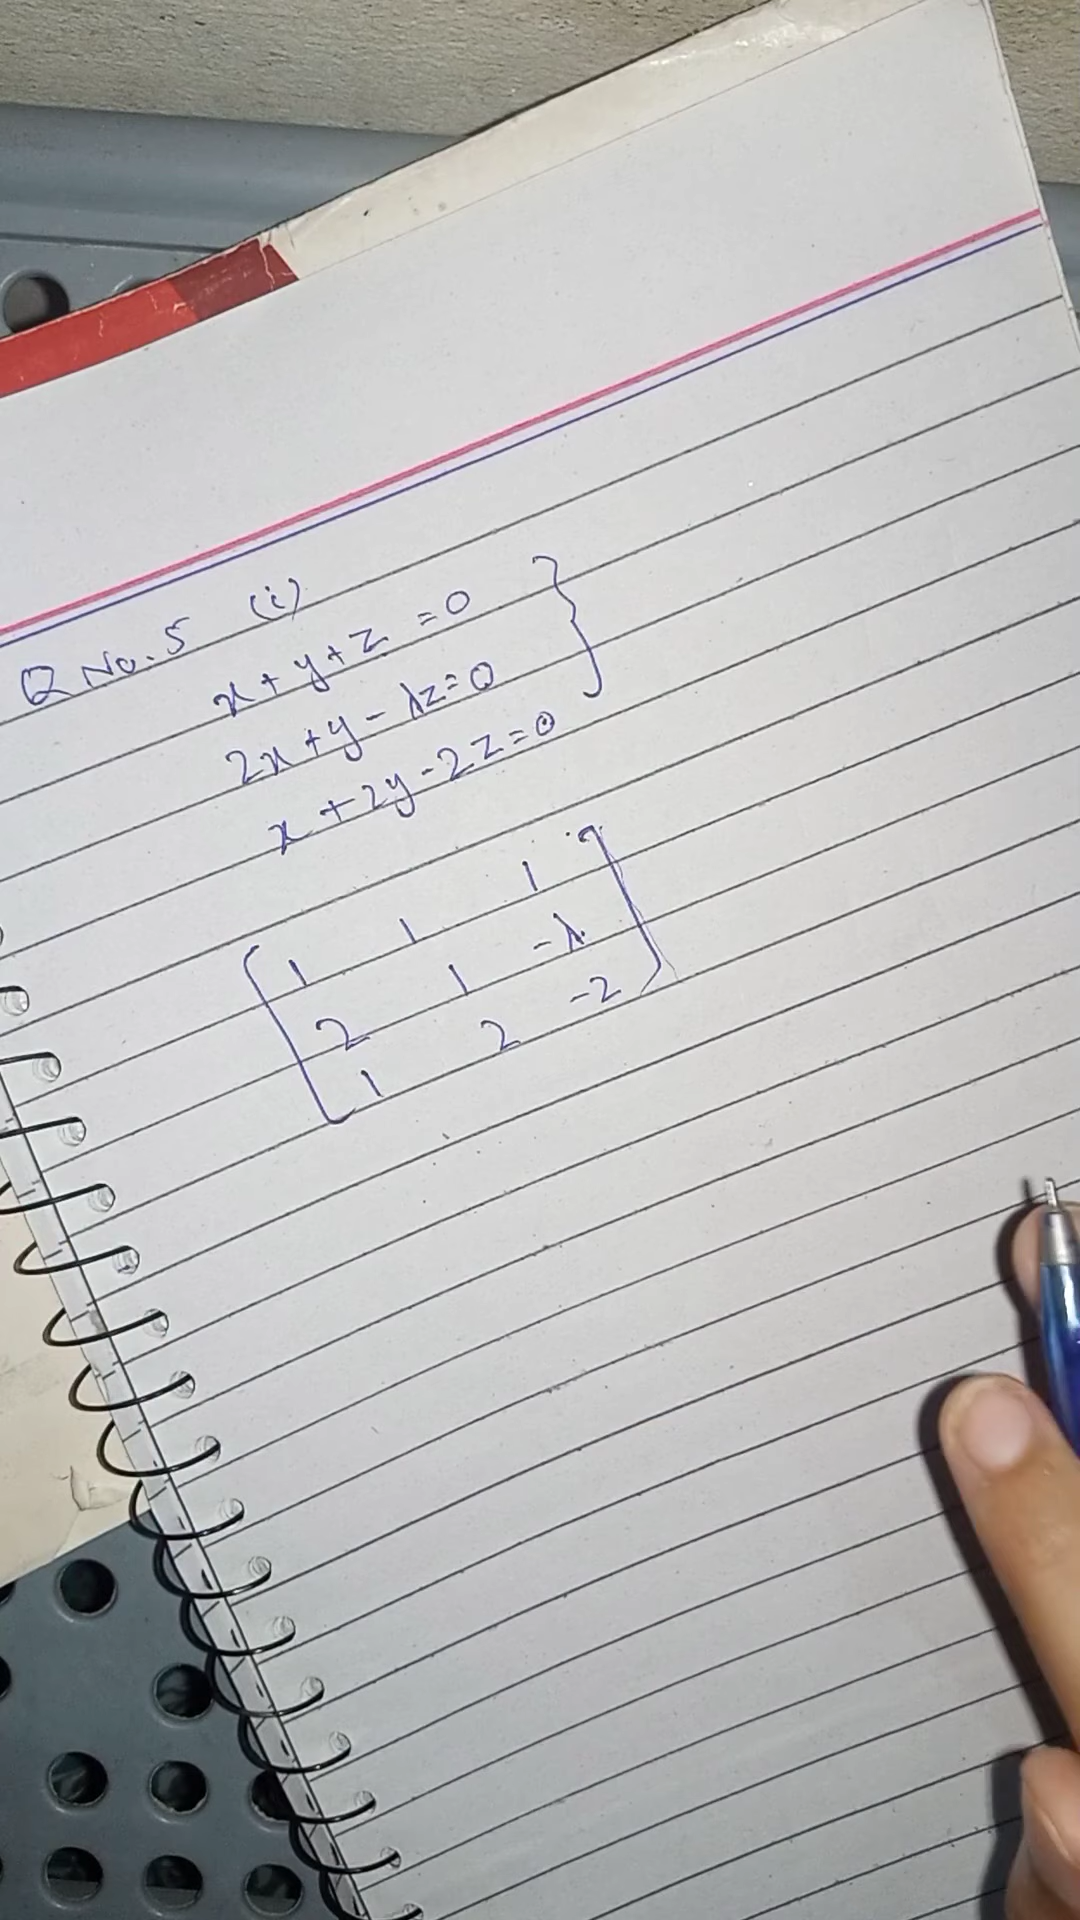 Q No. 5 (i)
x + y + z = 0
2x + y - λz = 0
x + 2y - 2z = 0
1 1 1
2 1 -λ
1 2 -2